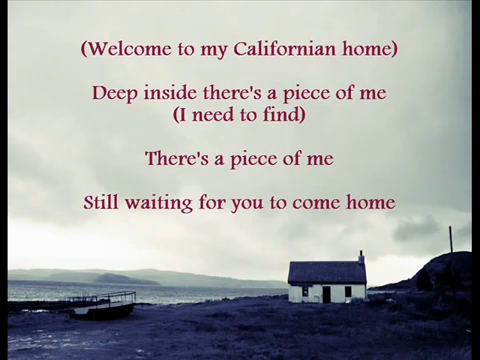 (Welcome to my Californian home)
Deep inside there's a piece of me
(I need to find)
There's a piece of me
Still waiting for you to come home